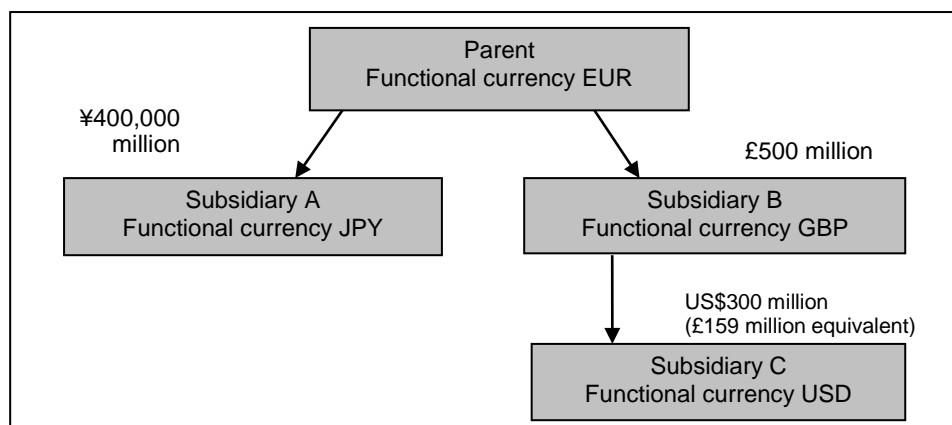 Parent
Functional currency EUR
¥400,000
million
£500 million
Subsidiary A
Functional currency JPY
Subsidiary B
Functional currency GBP
US$300 million
(£159 million equivalent)
Subsidiary C
Functional currency USD